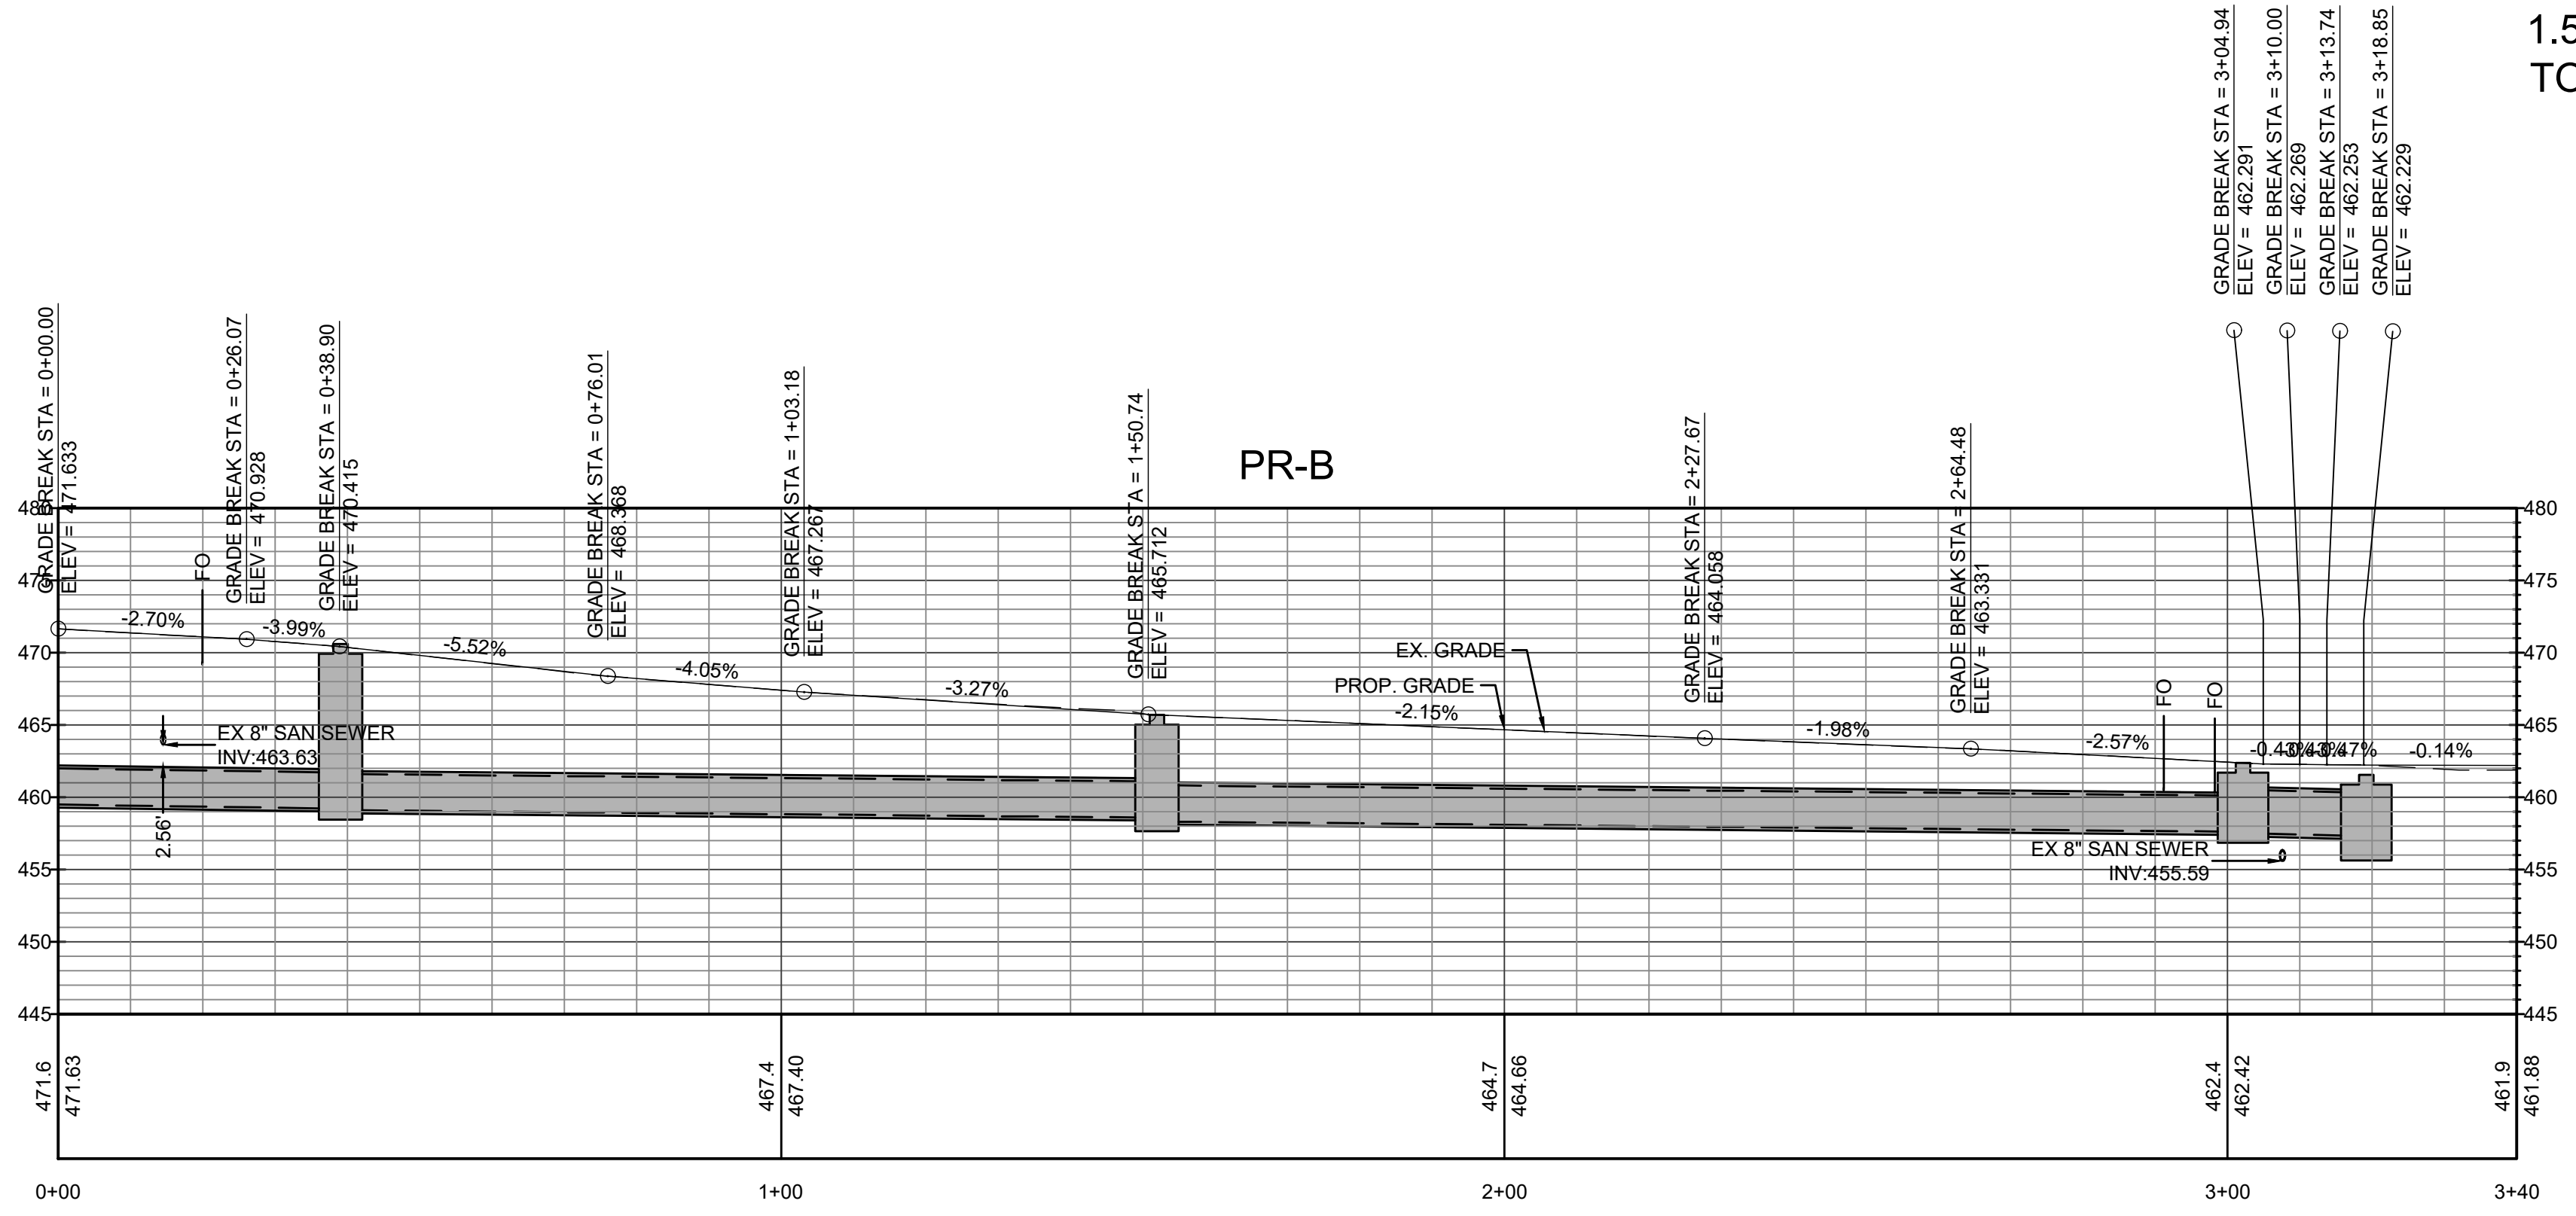 1.5
TO
GRADE BREAK STA = 3+04.94
ELEV = 462.291
GRADE BREAK STA = 3+10.00
ELEV = 462.269
GRADE BREAK STA = 3+13.74
ELEV = 462.253
GRADE BREAK STA = 3+18.85
ELEV = 462.229
GRADE BREAK STA = 0+00.00
ELEV = 471.633
GRADE BREAK STA = 0+26.07
ELEV = 470.928
GRADE BREAK STA = 0+38.90
ELEV = 470.415
GRADE BREAK STA = 0+76.01
ELEV = 468.368
GRADE BREAK STA = 1+03.18
ELEV = 467.267
GRADE BREAK STA = 1+50.74
ELEV = 465.712
GRADE BREAK STA = 2+27.67
ELEV = 464.058
GRADE BREAK STA = 2+64.48
ELEV = 463.331
PR-B
480
480
475
475
FO
-2.70%
-3.99%
-5.52%
-4.05%
-3.27%
-2.15%
-1.98%
-2.57%
-0.43%
-0.43%
-0.47%
-0.14%
EX. GRADE
PROP. GRADE
470
470
FO
FO
465
465
EX 8" SAN SEWER
INV:463.63
460
460
2.56'
EX 8" SAN SEWER
INV:455.59
455
455
450
450
445
445
471.6
471.63
467.4
467.40
464.7
464.66
462.4
462.42
461.9
461.88
0+00
1+00
2+00
3+00
3+40